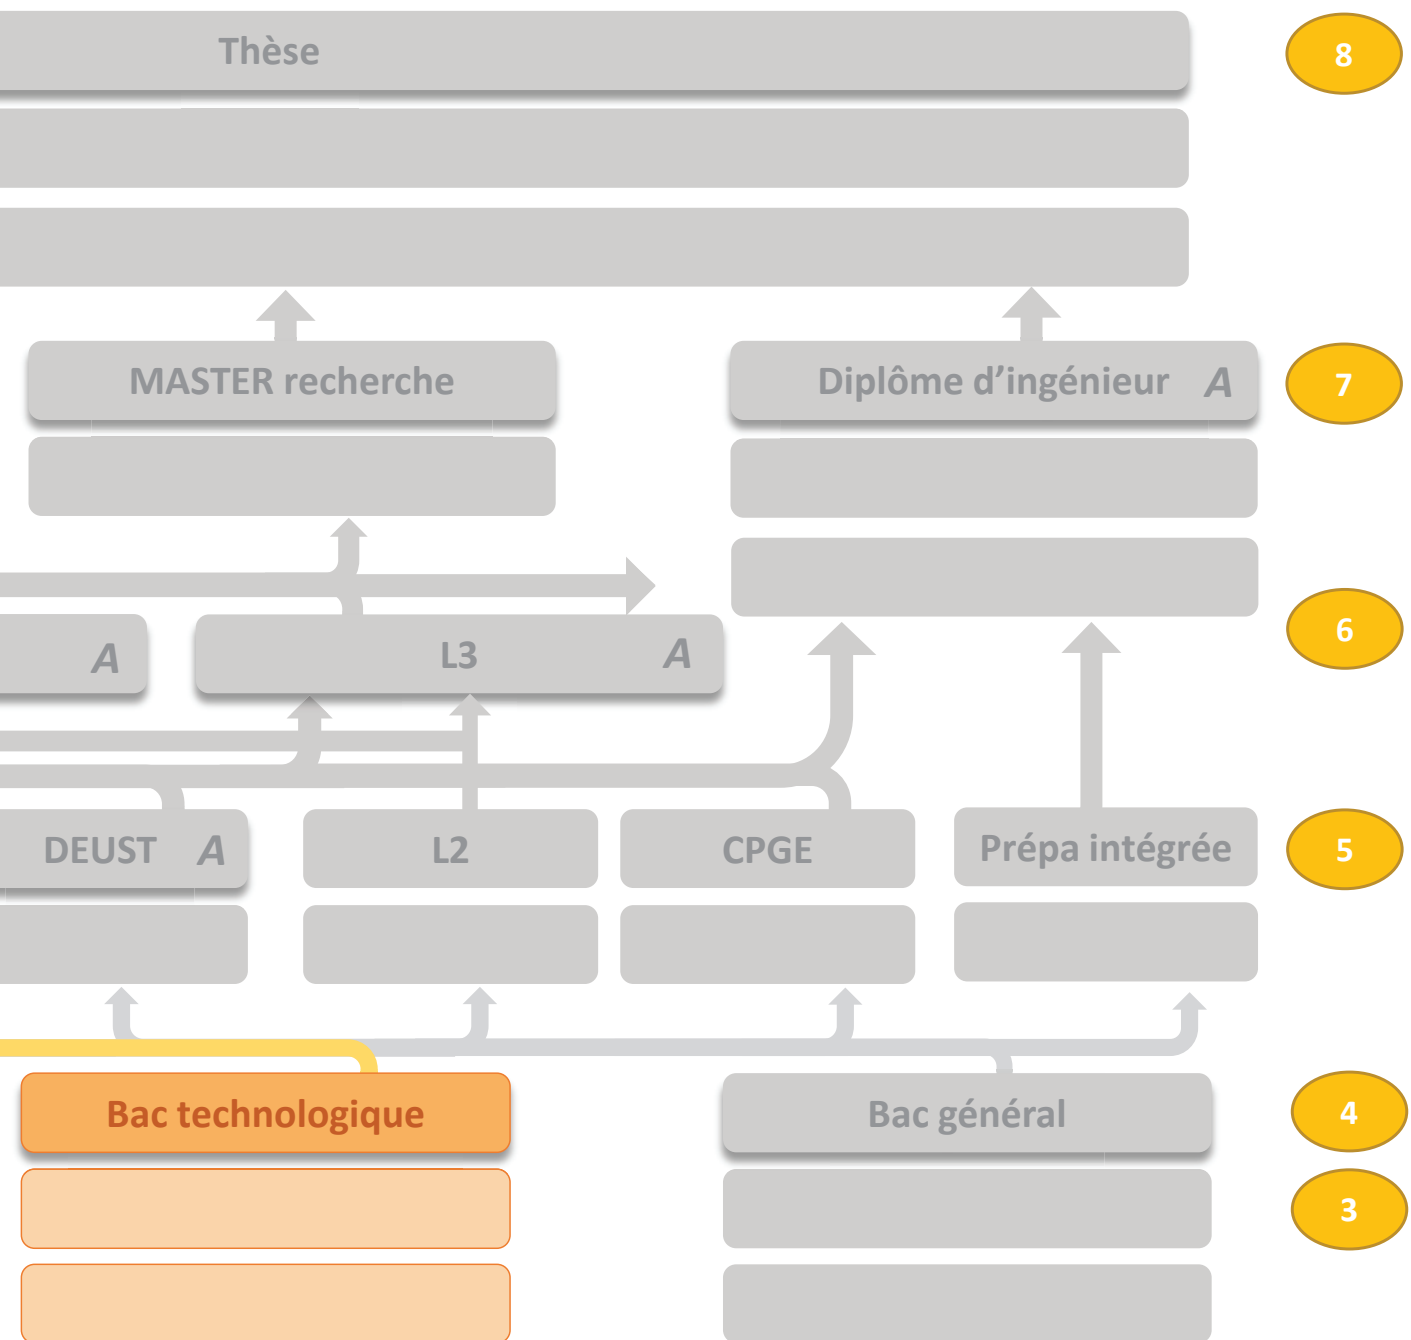 Thèse 8
MASTER recherche Diplôme d’ingénieur A 7
6
A L3 A
DEUST A L2 CPGE Prépa intégrée 5
Bac technologique Bac général 4
3